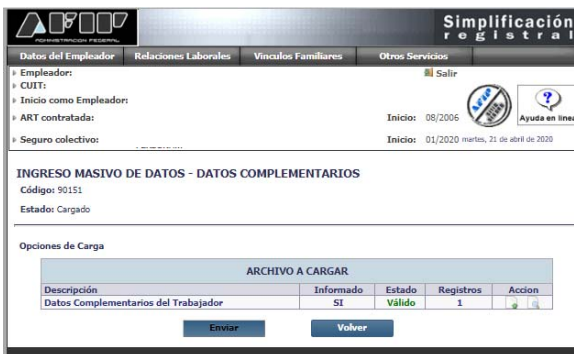 AFIP
ADMINISTRACION FEDERAL
Simplificación
registral
Datos del Empleador Relaciones Laborales Vinculos Familiares Otros Servicios
Empleador: Salir
CUIT:
Inicio como Empleador:
ART contratada: Inicio: 08/2006 Ayuda en línea
Seguro colectivo: Inicio: 01/2020 martes, 21 de abril de 2020
INGRESO MASIVO DE DATOS - DATOS COMPLEMENTARIOS
Código: 90151
Estado: Cargado
Opciones de Carga
ARCHIVO A CARGAR
Descripción Informado Estado Registros Accion
Datos Complementarios del Trabajador SI Válido 1
Enviar Volver